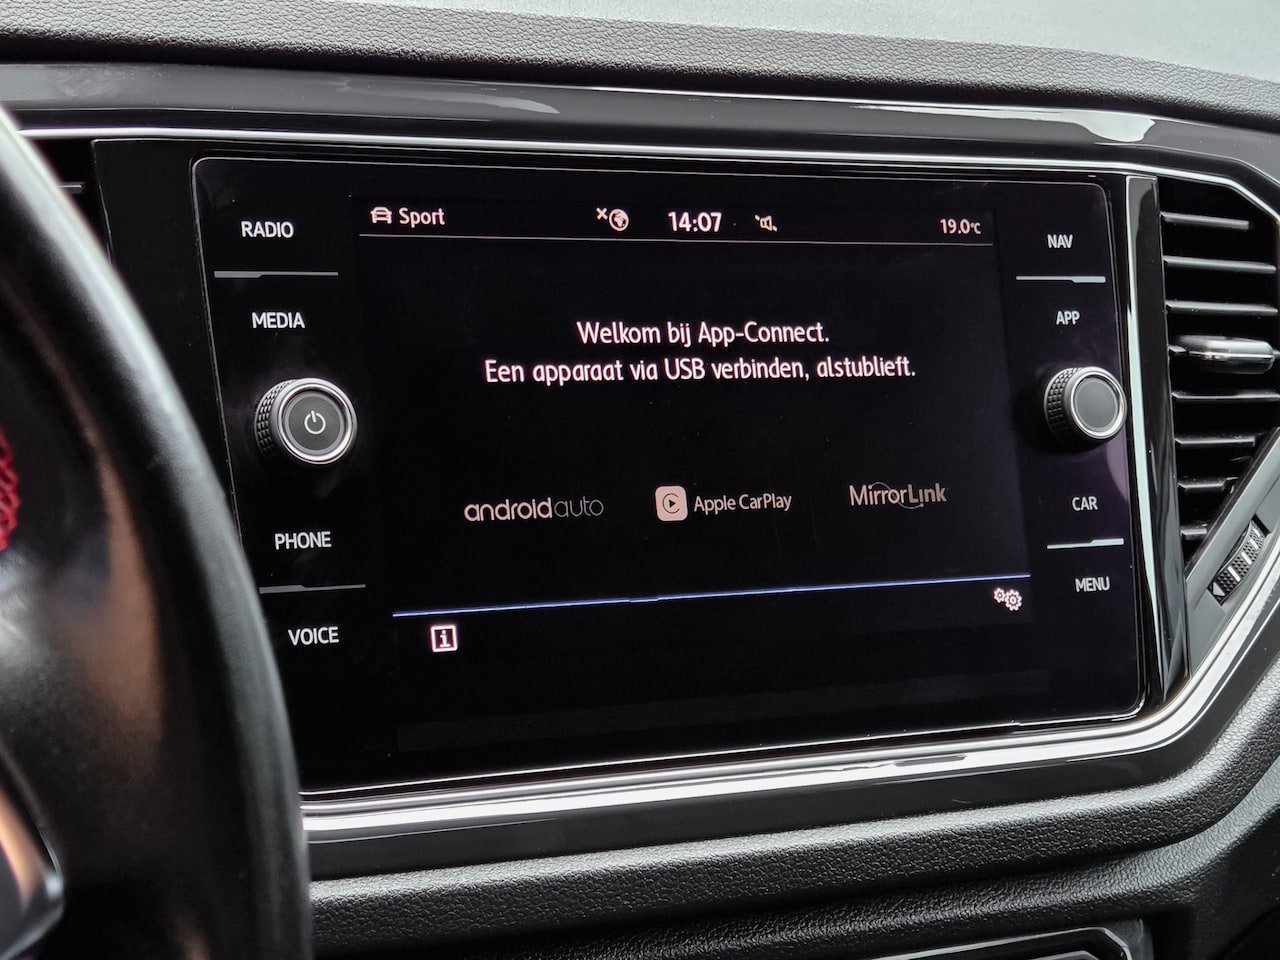 RADIO
MEDIA
PHONE
VOICE
Sport
14:07
19.0°C
Welkom bij App-Connect.
Een apparaat via USB verbinden, alstublieft.
androidauto
Apple CarPlay
MirrorLink
i
NAV
APP
CAR
MENU